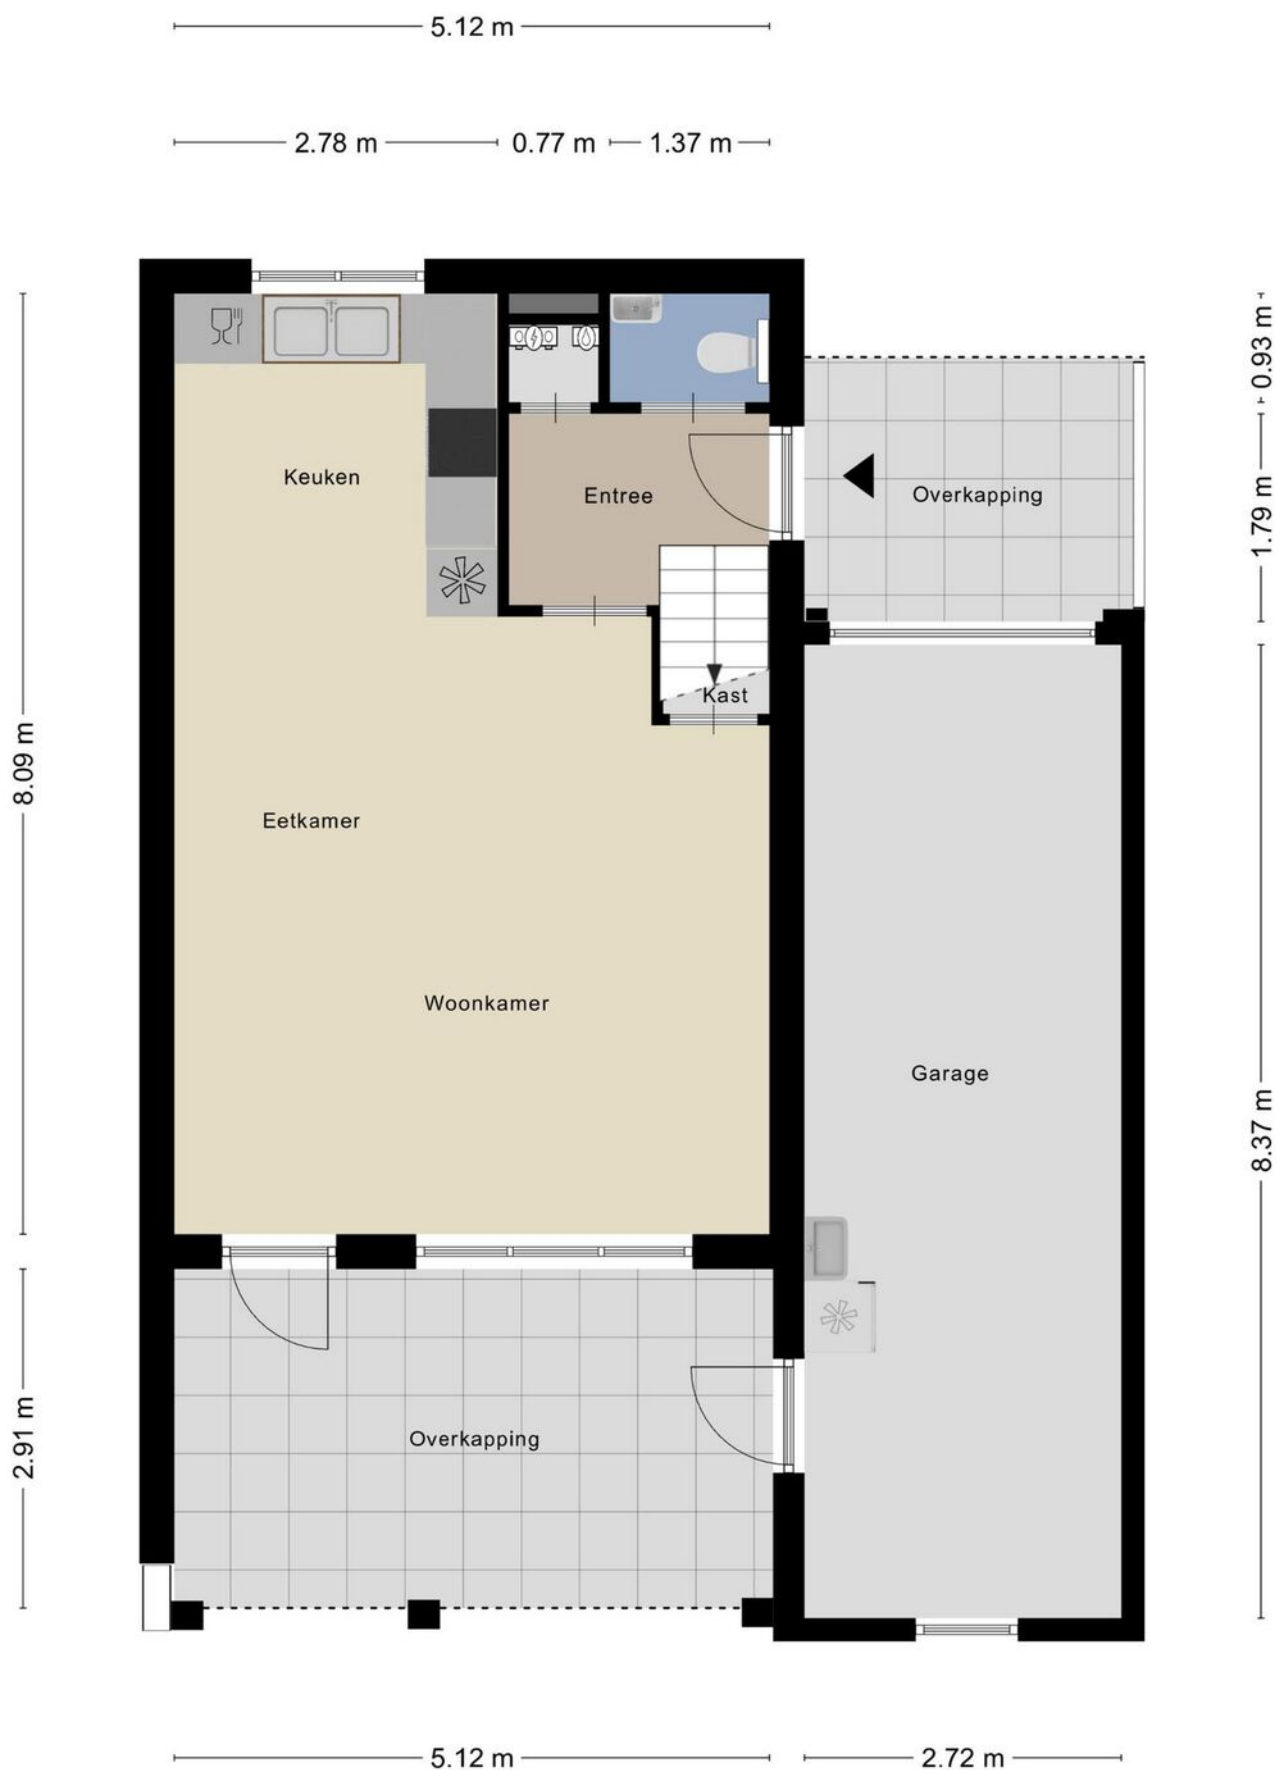 5.12 m
2.78 m
0.77 m
1.37 m
0.93 m
Keuken
Entree
Overkapping
1.79 m
Kast
8.09 m
Eetkamer
Woonkamer
Garage
8.37 m
2.91 m
Overkapping
5.12 m
2.72 m